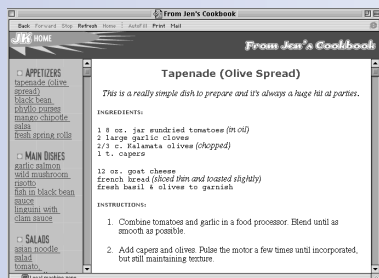 From Jen's Cookbook
Back Forward Stop Refresh Home AutoFill Print Mail
JK HOME
From Jen's Cookbook
APPETIZERS
tapenade (olive
spread)
black bean
phyllo purses
mango chipotle
salsa
fresh spring rolls
MAIN DISHES
garlic salmon
wild mushroom
risotto
fish in black bean
sauce
linguini with
clam sauce
SALADS
asian noodle
salad
tomato,
Tapenade (Olive Spread)
This is a really simple dish to prepare and it's always a huge hit at parties.
INGREDIENTS:
1 8 oz. jar sundried tomatoes (in oil)
2 large garlic cloves
2/3 c. Kalamata olives (chopped)
1 t. capers
12 oz. goat cheese
french bread (sliced thin and toasted slightly)
fresh basil & olives to garnish
INSTRUCTIONS:
1. Combine tomatoes and garlic in a food processor. Blend until as
smooth as possible.
2. Add capers and olives. Pulse the motor a few times until incorporated,
but still maintaining texture.
Local machine zone